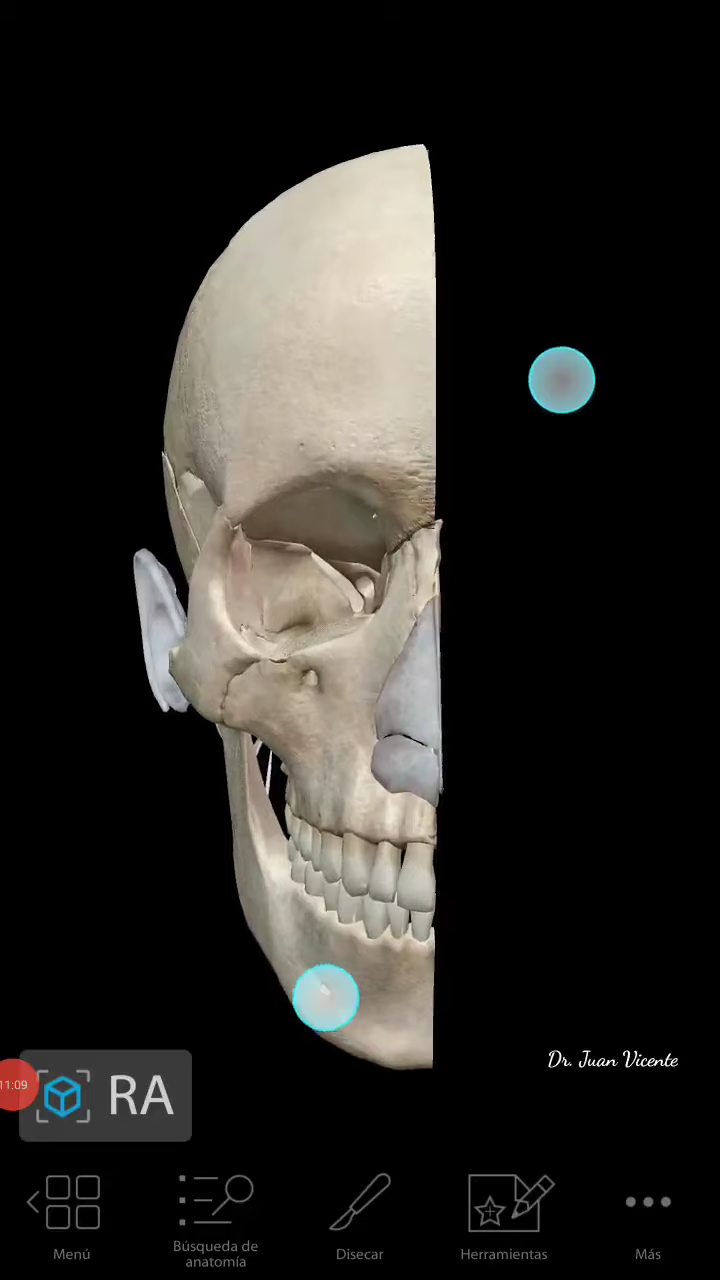 Dr. Juan Vicente
11:09
RA
Menú
Búsqueda de
anatomía
Disecar
Herramientas
Más